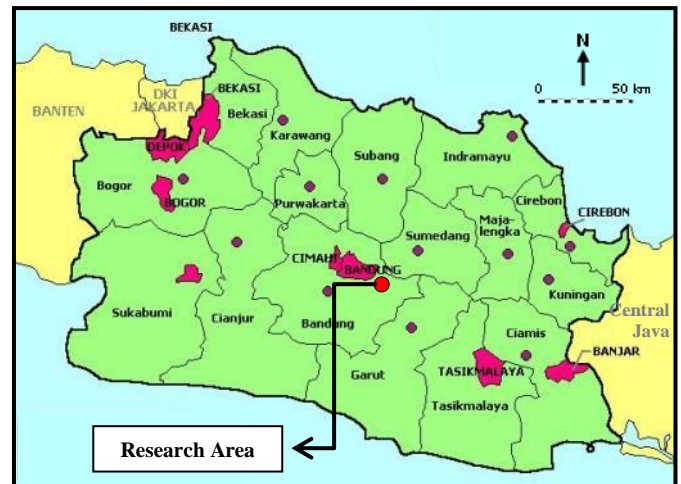 BEKASI
N
0 50 km
DKI
JAKARTA
BANTEN
BEKASI
Bekasi
Karawang
DEPOK
Subang
Indramayu
Bogor
BOGOR
Purwakarta
Cirebon
CIREBON
Maja-
lengka
Sumedang
CIMAHI
BANDUNG
Kuningan
Sukabumi
Cianjur
Bandung
Central
Java
Ciamis
BANJAR
Garut
TASIKMALAYA
Tasikmalaya
Research Area